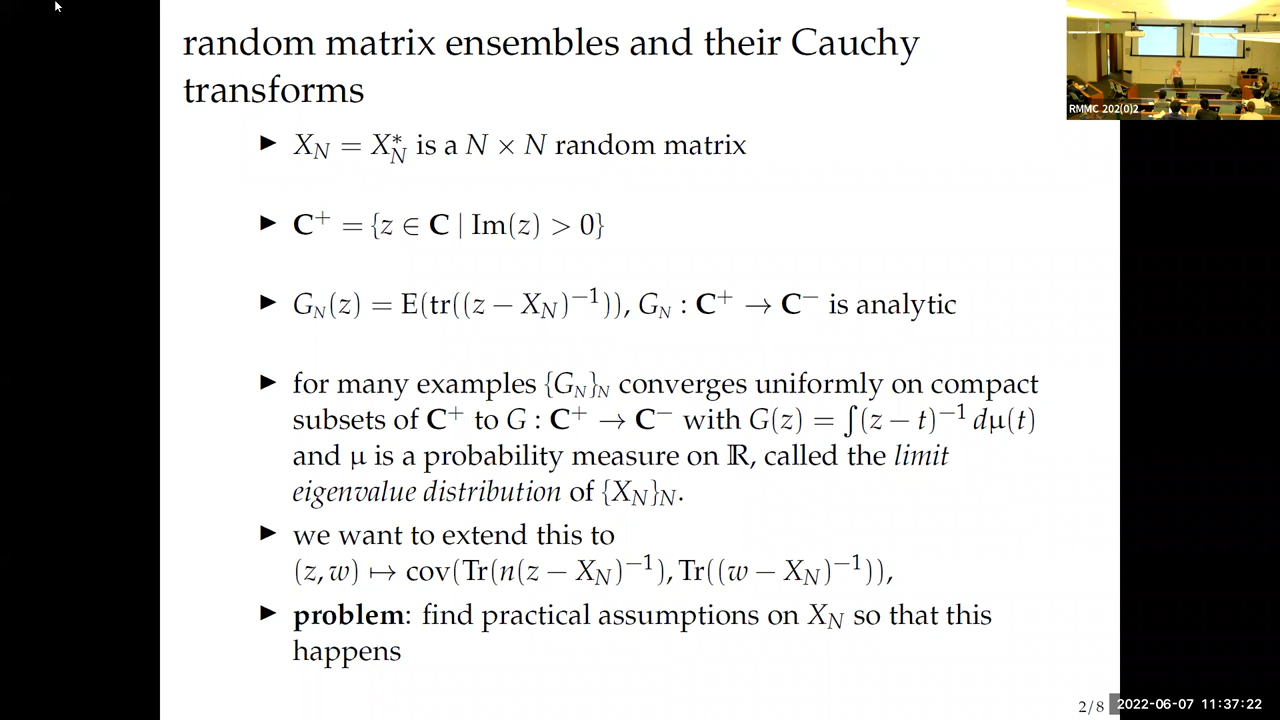 random matrix ensembles and their Cauchy
transforms
▶ X_N = X_N^* is a N × N random matrix
▶ C^+ = {z ∈ C | Im(z) > 0}
▶ G_N(z) = E(tr((z − X_N)^{−1})), G_N : C^+ → C^− is analytic
▶ for many examples {G_N}_N converges uniformly on compact
subsets of C^+ to G : C^+ → C^− with G(z) = ∫(z − t)^{−1} dμ(t)
and μ is a probability measure on ℝ, called the limit
eigenvalue distribution of {X_N}_N.
▶ we want to extend this to
(z, w) ↦ cov(Tr(n(z − X_N)^{−1}), Tr((w − X_N)^{−1})),
▶ problem: find practical assumptions on X_N so that this
happens
2/8
RMMC 202(0)2
2022-06-07 11:37:22